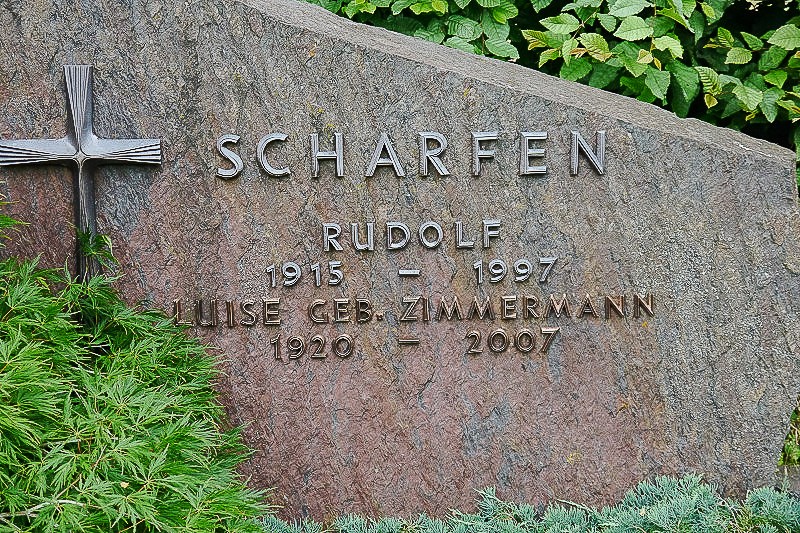 SCHARFEN
RUDOLF
1915 – 1997
LUISE GEB. ZIMMERMANN
1920 – 2007